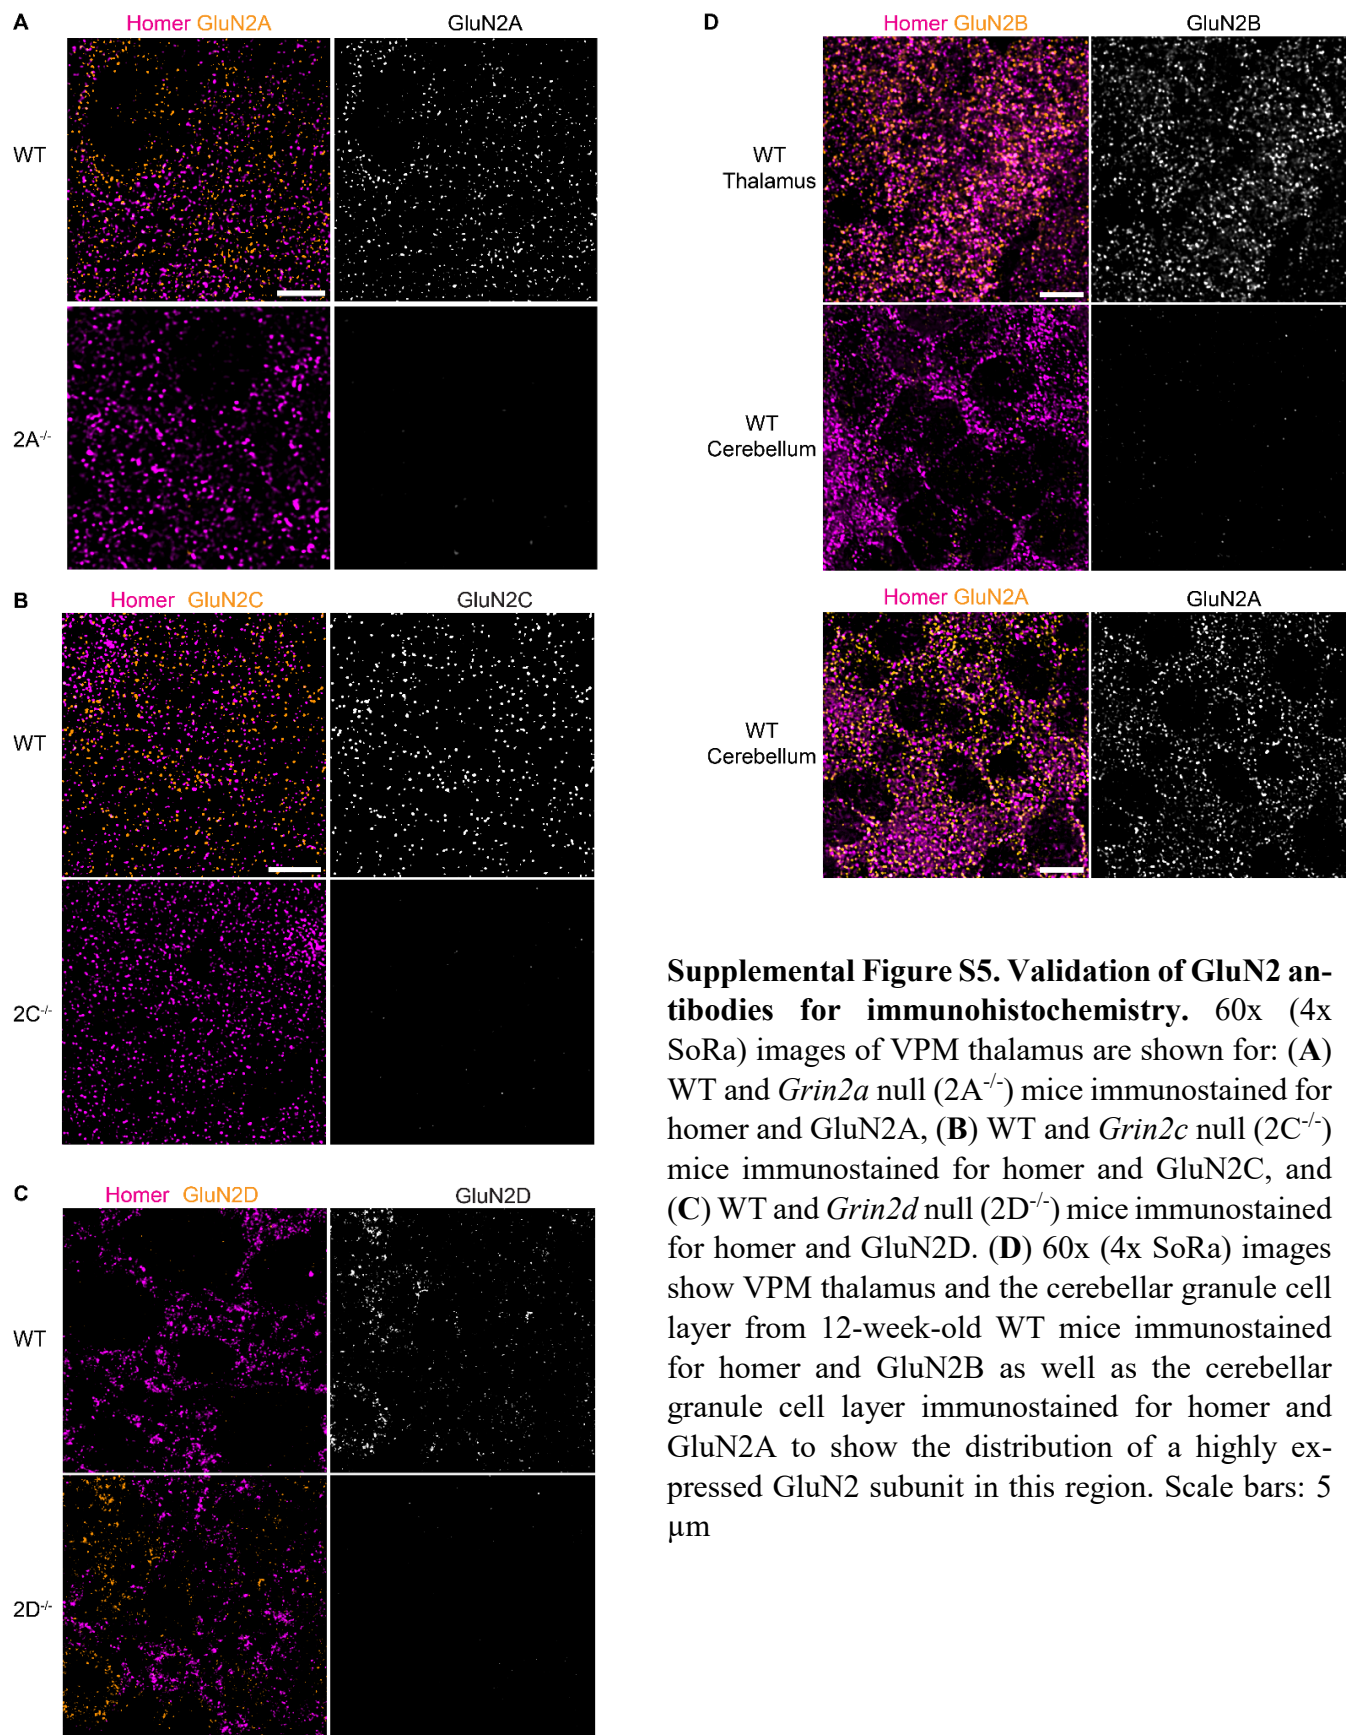 A
Homer GluN2A
GluN2A
WT
2A-/-
B
Homer GluN2C
GluN2C
WT
2C-/-
C
Homer GluN2D
GluN2D
WT
2D-/-
D
Homer GluN2B
GluN2B
WT
Thalamus
WT
Cerebellum
Homer GluN2A
GluN2A
WT
Cerebellum
Supplemental Figure S5. Validation of GluN2 an-
tibodies for immunohistochemistry. 60x (4x
SoRa) images of VPM thalamus are shown for: (A)
WT and Grin2a null (2A-/-) mice immunostained for
homer and GluN2A, (B) WT and Grin2c null (2C-/-)
mice immunostained for homer and GluN2C, and
(C) WT and Grin2d null (2D-/-) mice immunostained
for homer and GluN2D. (D) 60x (4x SoRa) images
show VPM thalamus and the cerebellar granule cell
layer from 12-week-old WT mice immunostained
for homer and GluN2B as well as the cerebellar
granule cell layer immunostained for homer and
GluN2A to show the distribution of a highly ex-
pressed GluN2 subunit in this region. Scale bars: 5
µm